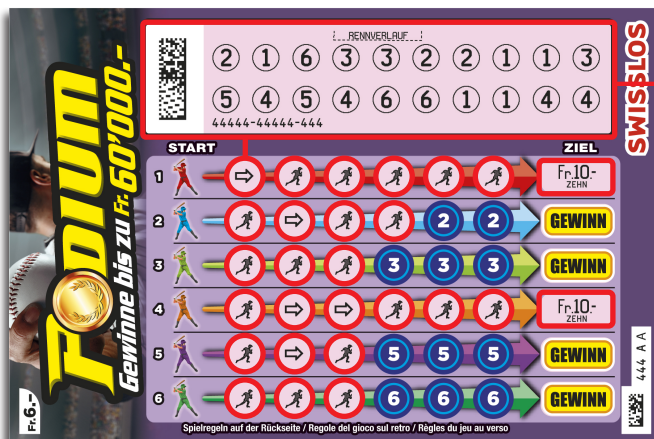 PODIUM
Gewinne bis zu Fr. 60'000.-
Fr. 6.-
RENNVERLAUF
2 1 6 3 3 2 2 1 1 3
5 4 5 4 6 6 1 1 4 4
44444-44444-444
SWISSLOS
START ZIEL
1 Fr.10.-
ZEHN
2 2 2 GEWINN
3 3 3 3 GEWINN
4 Fr.10.-
ZEHN
5 5 5 5 GEWINN
6 6 6 6 GEWINN
444 A A
Spielregeln auf der Rückseite / Regole del gioco sul retro / Règles du jeu au verso